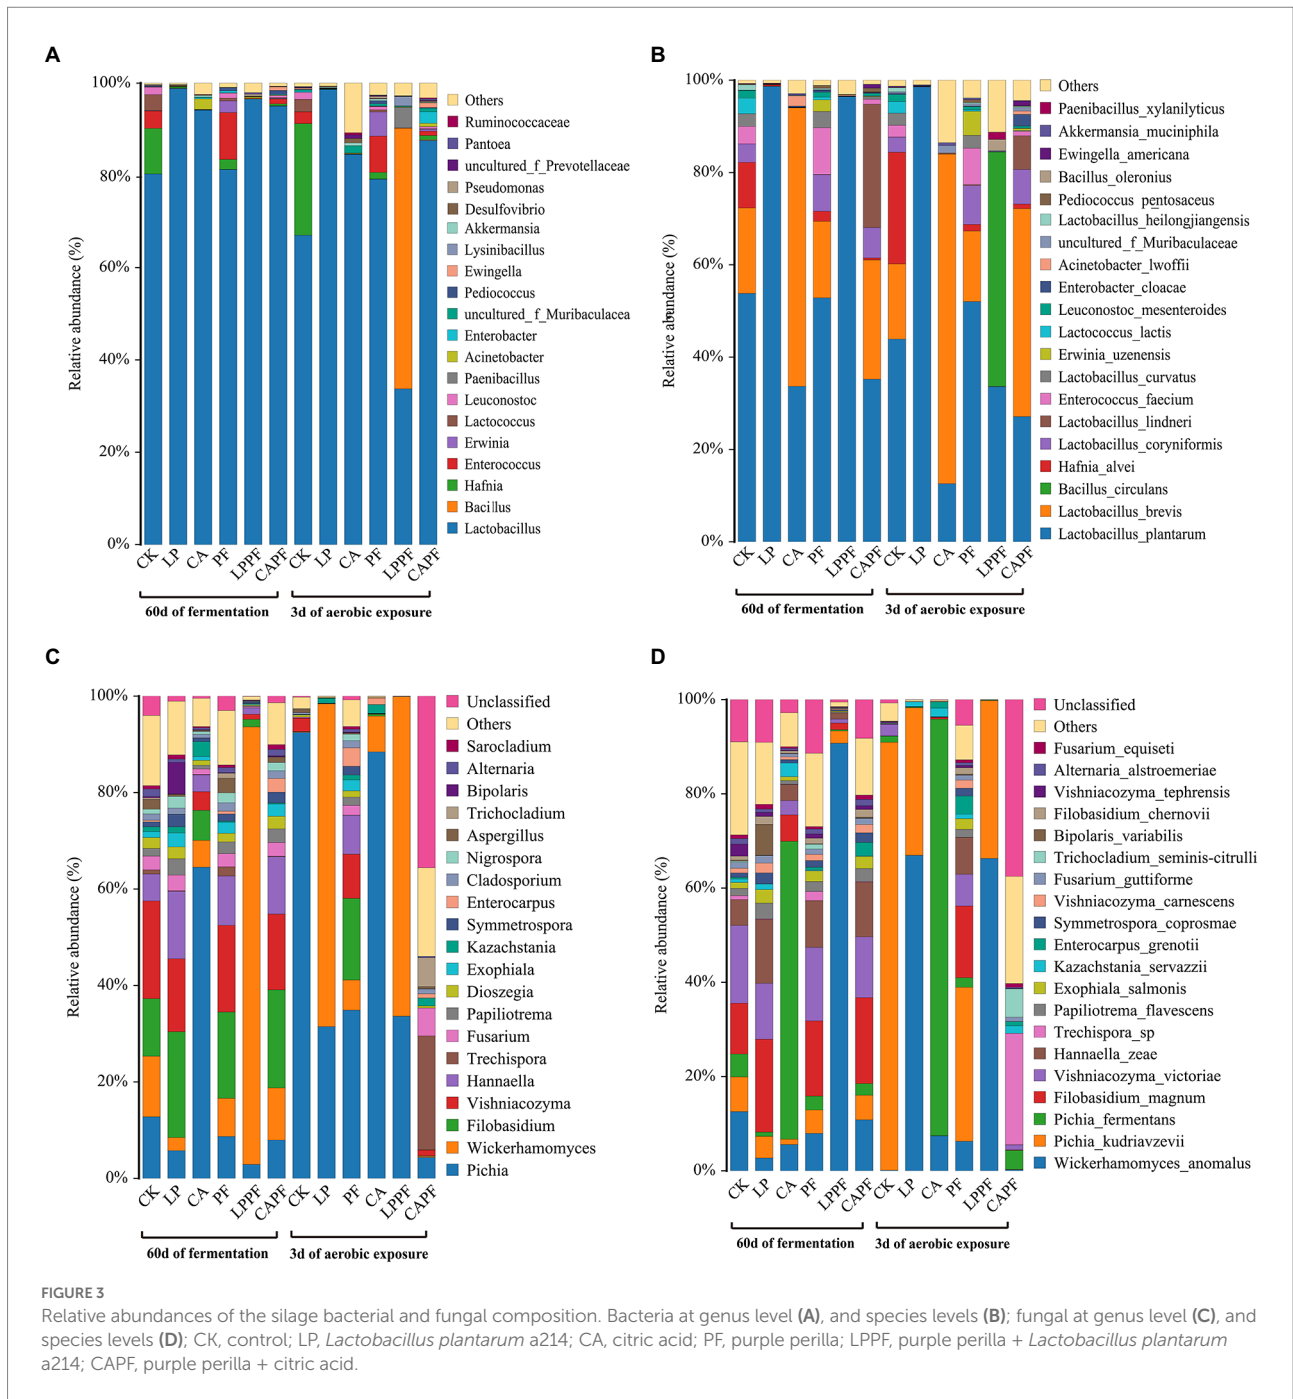 A
100%
80%
60%
40%
20%
0%
Relative abundance (%)
CK
LP
CA
PF
LPPF
CAPF
CK
LP
CA
PF
LPPF
CAPF
60d of fermentation
3d of aerobic exposure
Others
Ruminococcaceae
Pantoea
uncultured_f_Prevotellaceae
Pseudomonas
Desulfovibrio
Akkermansia
Lysinibacillus
Ewingella
Pediococcus
uncultured_f_Muribaculacea
Enterobacter
Acinetobacter
Paenibacillus
Leuconostoc
Lactococcus
Erwinia
Enterococcus
Hafnia
Bacillus
Lactobacillus
B
100%
80%
60%
40%
20%
0%
Relative abundance (%)
CK
LP
CA
PF
LPPF
CAPF
CK
LP
CA
PF
LPPF
CAPF
60d of fermentation
3d of aerobic exposure
Others
Paenibacillus_xylanilyticus
Akkermansia_muciniphila
Ewingella_americana
Bacillus_oleronius
Pediococcus_pentosaceus
Lactobacillus_heilongjiangensis
uncultured_f_Muribaculaceae
Acinetobacter_lwoffii
Enterobacter_cloacae
Leuconostoc_mesenteroides
Lactococcus_lactis
Erwinia_uzenensis
Lactobacillus_curvatus
Enterococcus_faecium
Lactobacillus_lindneri
Lactobacillus_coryniformis
Hafnia_alvei
Bacillus_circulans
Lactobacillus_brevis
Lactobacillus_plantarum
C
100%
80%
60%
40%
20%
0%
Relative abundance (%)
CK
LP
CA
PF
LPPF
CAPF
CK
LP
PF
CA
LPPF
CAPF
60d of fermentation
3d of aerobic exposure
Unclassified
Others
Sarocladium
Alternaria
Bipolaris
Trichocladium
Aspergillus
Nigrospora
Cladosporium
Enterocarpus
Symmetrospora
Kazachstania
Exophiala
Dioszegia
Papiliotrema
Fusarium
Trechispora
Hannaella
Vishniacozyma
Filobasidium
Wickerhamomyces
Pichia
D
100%
80%
60%
40%
20%
0%
Relative abundance (%)
CK
LP
CA
PF
LPPF
CAPF
CK
LP
CA
PF
LPPF
CAPF
60d of fermentation
3d of aerobic exposure
Unclassified
Others
Fusarium_equiseti
Alternaria_alstroemeriae
Vishniacozyma_tephrensis
Filobasidium_chernovii
Bipolaris_variabilis
Trichocladium_seminis-citrulli
Fusarium_guttiforme
Vishniacozyma_carnescens
Symmetrospora_coprosmae
Enterocarpus_grenotii
Kazachstania_servazzii
Exophiala_salmonis
Papiliotrema_flavescens
Trechispora_sp
Hannaella_zeae
Vishniacozyma_victoriae
Filobasidium_magnum
Pichia_fermentans
Pichia_kudriavzevii
Wickerhamomyces_anomalus
FIGURE 3
Relative abundances of the silage bacterial and fungal composition. Bacteria at genus level (A), and species levels (B); fungal at genus level (C), and
species levels (D); CK, control; LP, Lactobacillus plantarum a214; CA, citric acid; PF, purple perilla; LPPF, purple perilla + Lactobacillus plantarum
a214; CAPF, purple perilla + citric acid.